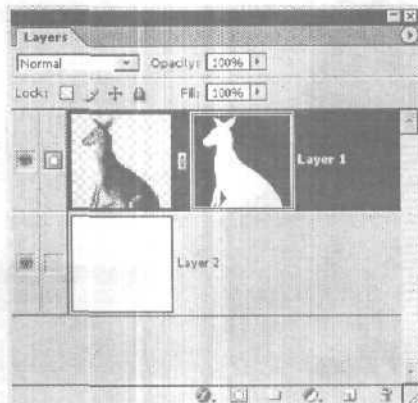 Layers
Normal Opacity: 100%
Lock: Fill: 100%
Layer 1
Layer 2